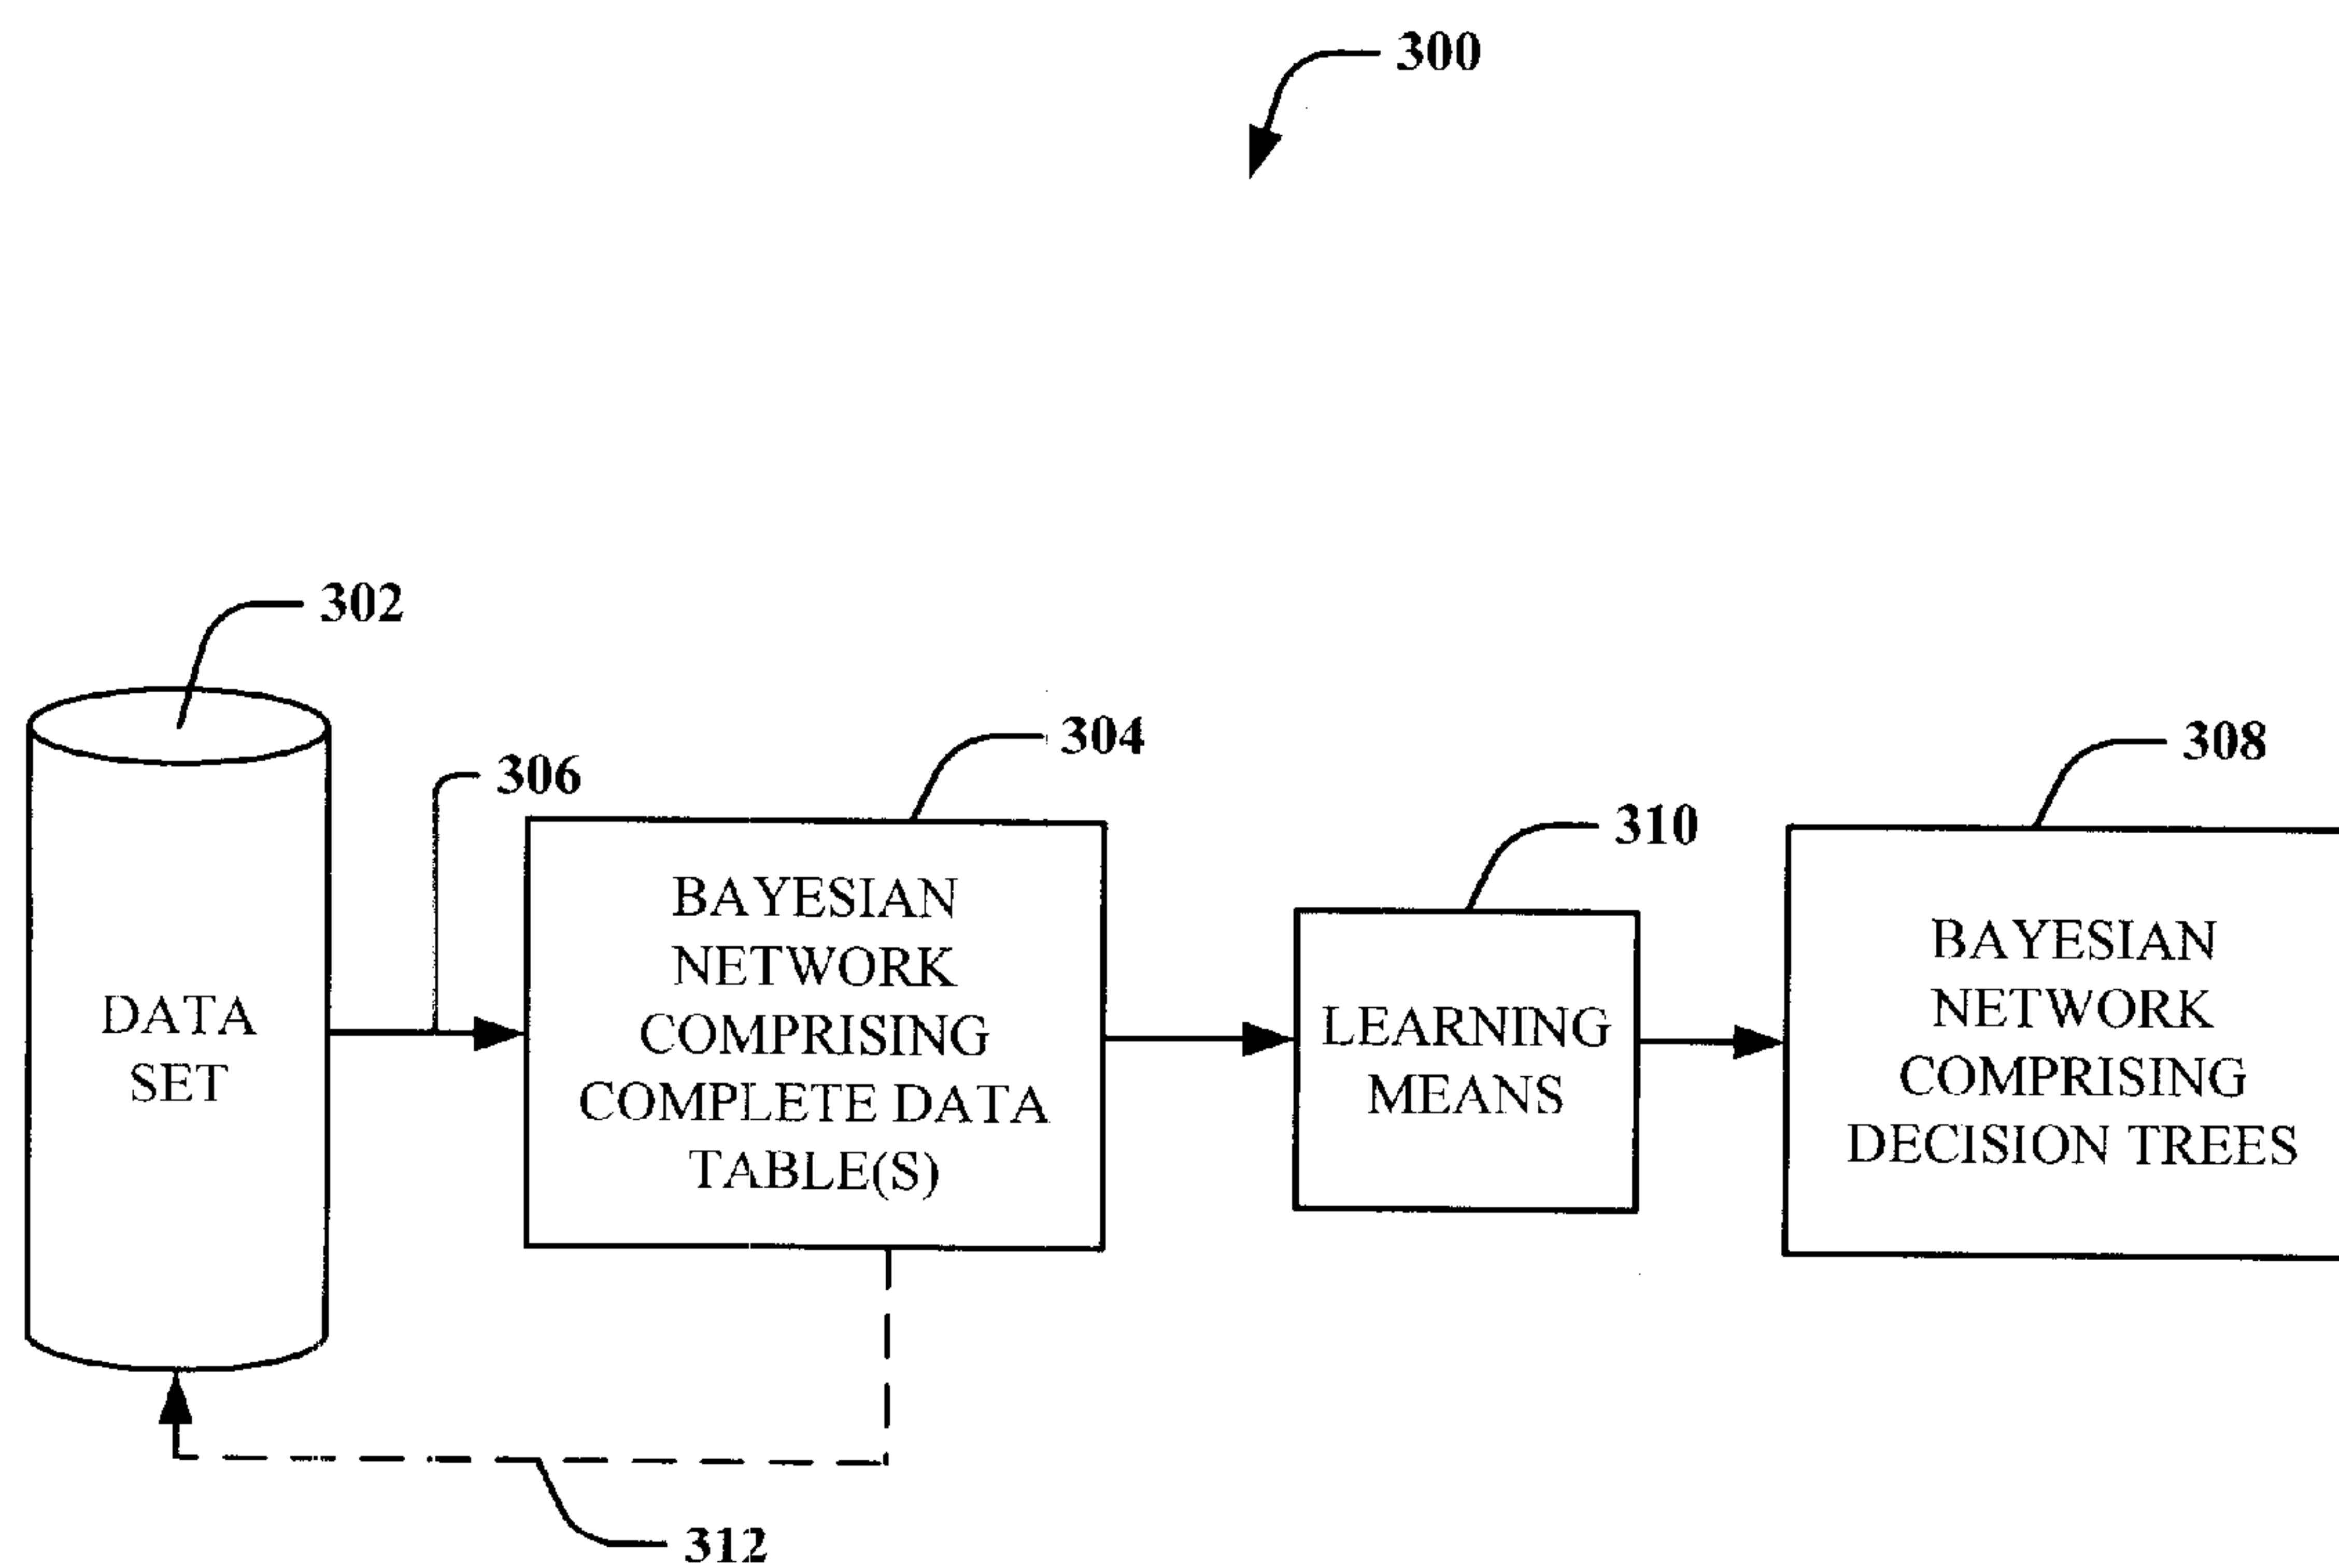 300
302
304
308
306
310
BAYESIAN
NETWORK
COMPRISING
COMPLETE DATA
TABLE(S)
DATA
SET
LEARNING
MEANS
BAYESIAN
NETWORK
COMPRISING
DECISION TREES
312